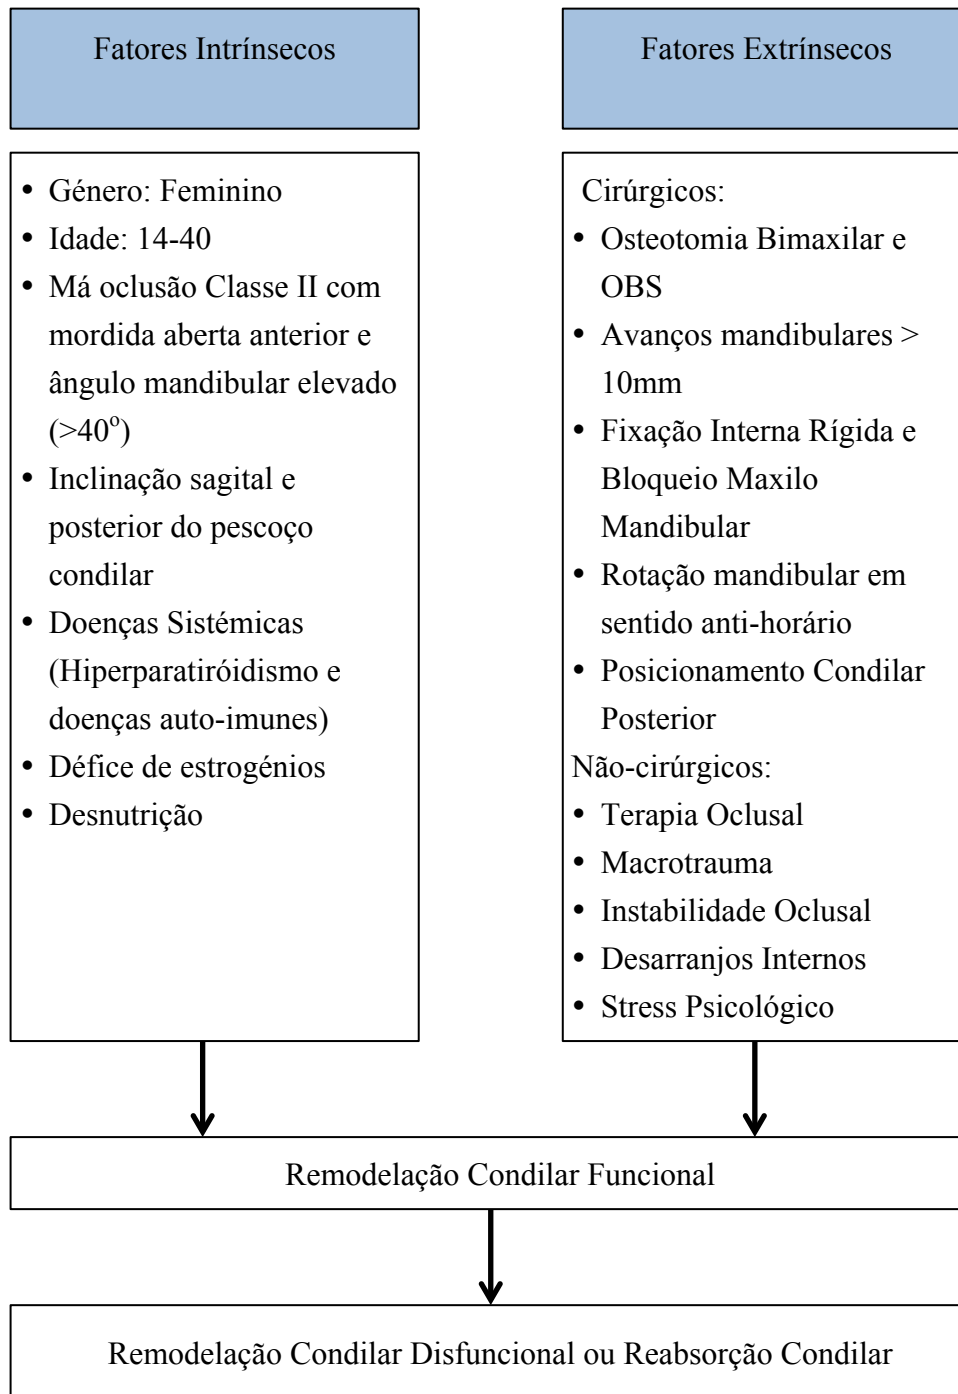 Fatores Intrínsecos
Fatores Extrínsecos
• Género: Feminino
• Idade: 14-40
• Má oclusão Classe II com
mordida aberta anterior e
ângulo mandibular elevado
(>40º)
• Inclinação sagital e
posterior do pescoço
condilar
• Doenças Sistémicas
(Hiperparatiróidismo e
doenças auto-imunes)
• Défice de estrogénios
• Desnutrição
Cirúrgicos:
• Osteotomia Bimaxilar e
OBS
• Avanços mandibulares >
10mm
• Fixação Interna Rígida e
Bloqueio Maxilo
Mandibular
• Rotação mandibular em
sentido anti-horário
• Posicionamento Condilar
Posterior
Não-cirúrgicos:
• Terapia Oclusal
• Macrotrauma
• Instabilidade Oclusal
• Desarranjos Internos
• Stress Psicológico
Remodelação Condilar Funcional
Remodelação Condilar Disfuncional ou Reabsorção Condilar